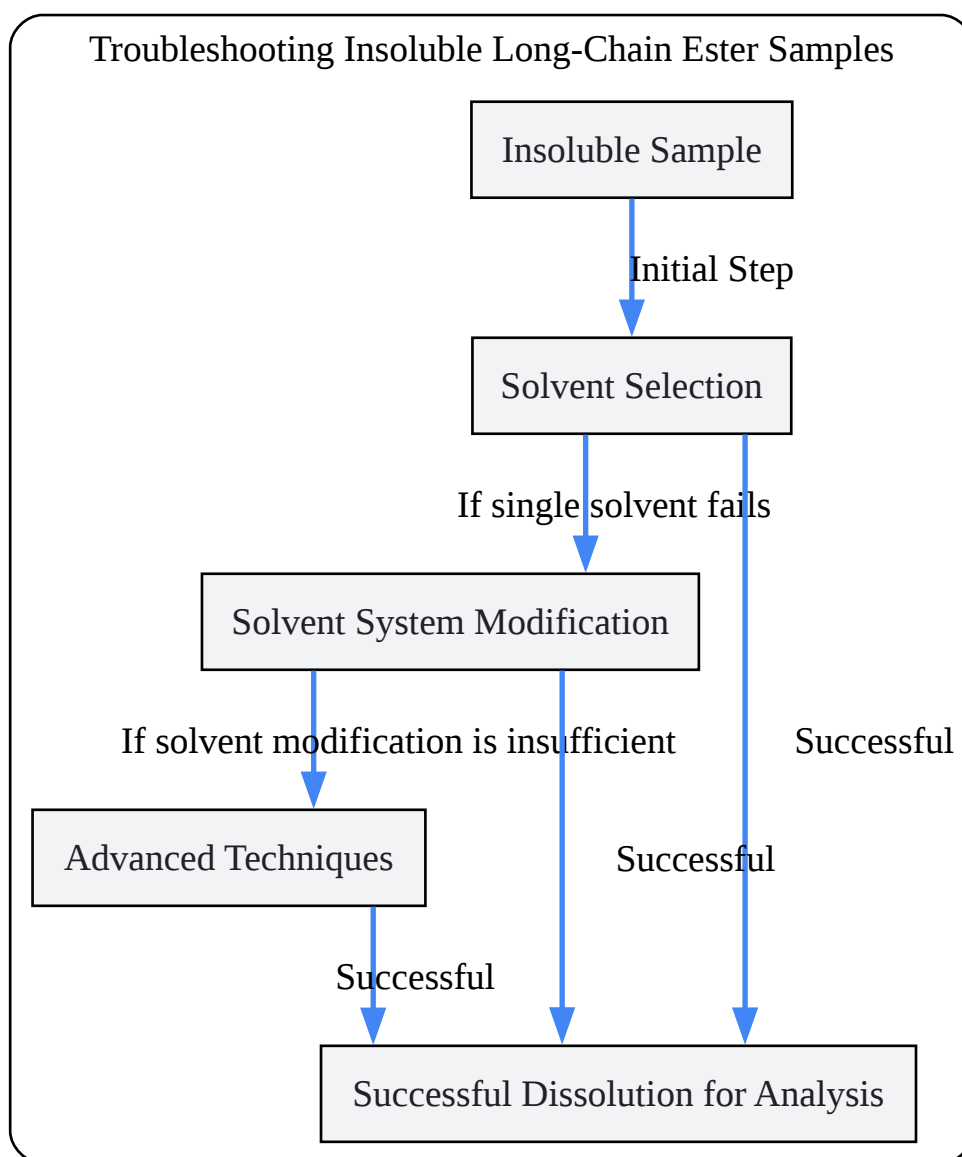 Troubleshooting Insoluble Long-Chain Ester Samples
Insoluble Sample
Initial Step
Solvent Selection
If single solvent fails
Solvent System Modification
If solvent modification is insufficient
Successful
Advanced Techniques
Successful
Successful
Successful Dissolution for Analysis